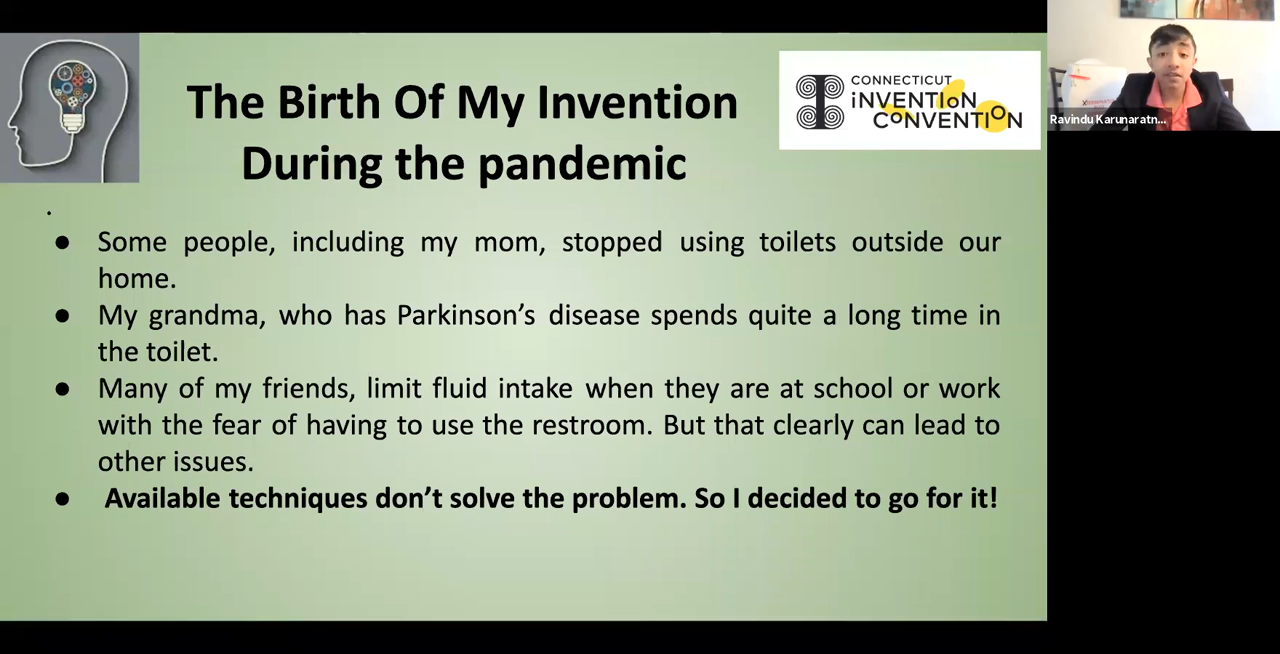 The Birth Of My Invention
During the pandemic
CONNECTICUT
iNVENTIoN
CoNVENTIoN
Ravindu Karunaratn...
.
● Some people, including my mom, stopped using toilets outside our
home.
● My grandma, who has Parkinson’s disease spends quite a long time in
the toilet.
● Many of my friends, limit fluid intake when they are at school or work
with the fear of having to use the restroom. But that clearly can lead to
other issues.
● Available techniques don’t solve the problem. So I decided to go for it!